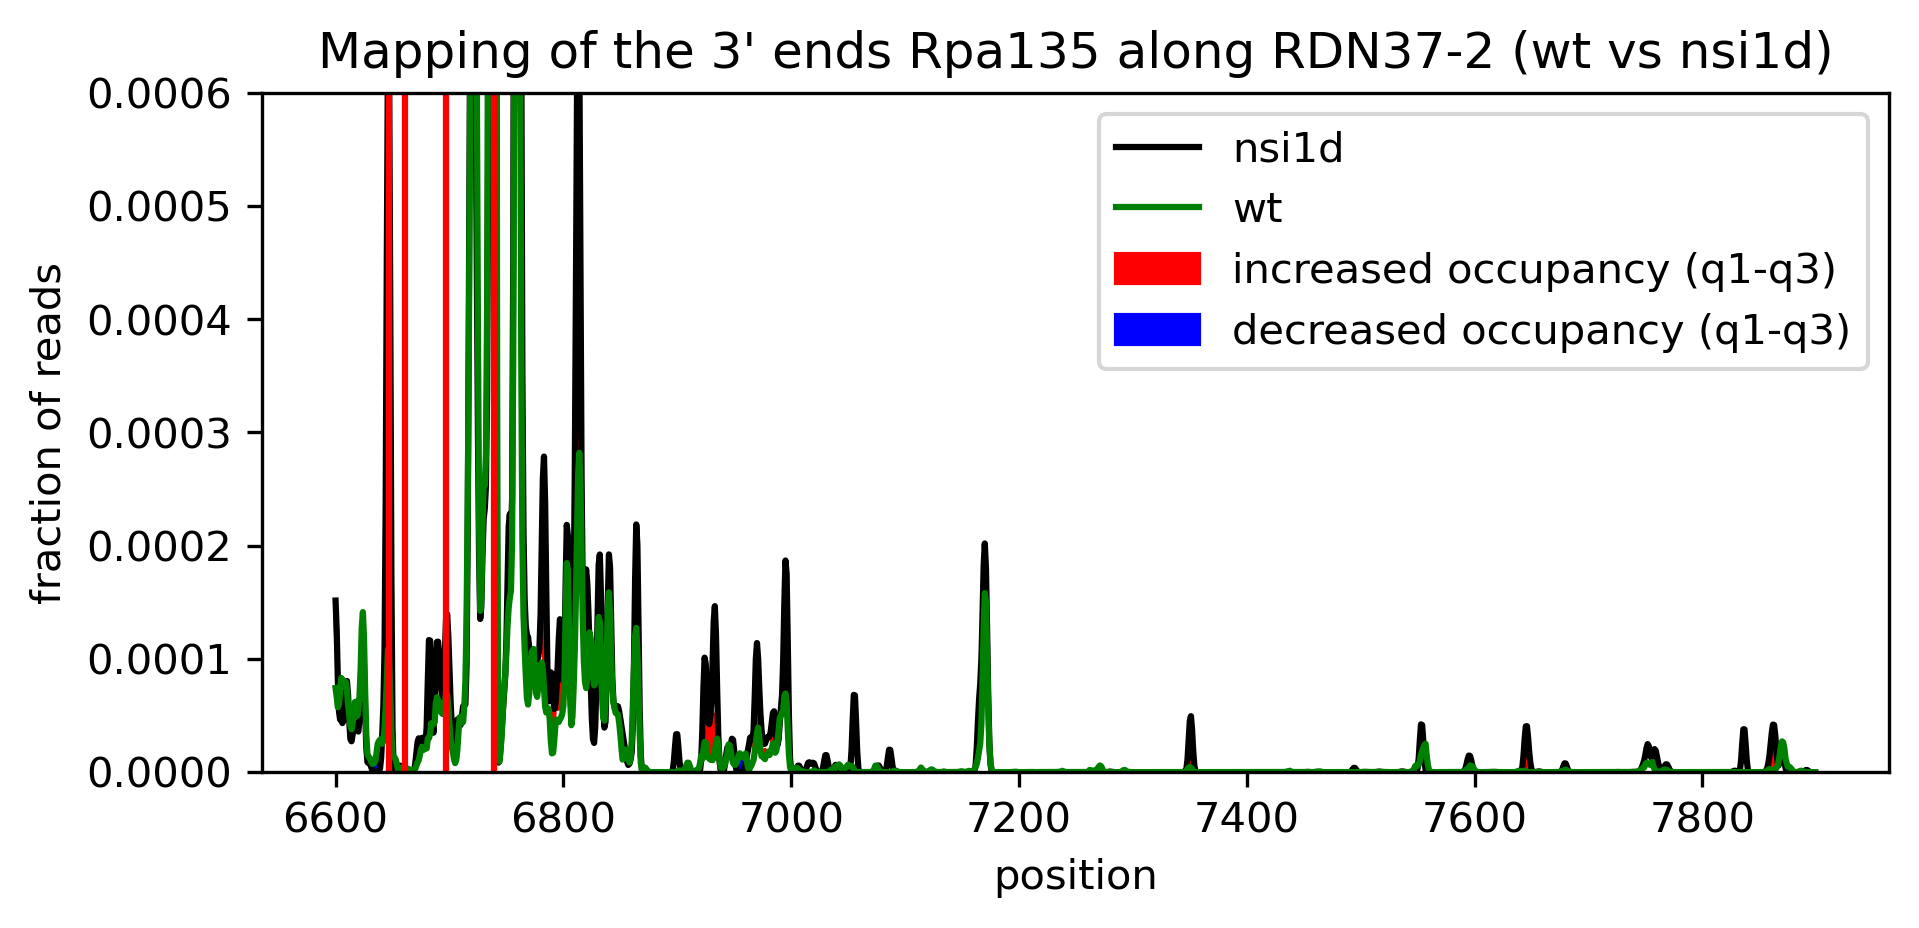 Mapping of the 3' ends Rpa135 along RDN37-2 (wt vs nsi1d)
0.0006
0.0005
0.0004
0.0003
0.0002
0.0001
0.0000
fraction of reads
nsi1d
wt
increased occupancy (q1-q3)
decreased occupancy (q1-q3)
6600 6800 7000 7200 7400 7600 7800
position